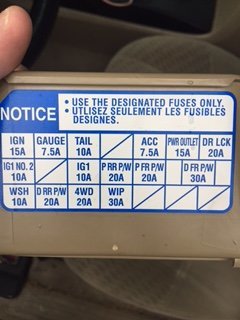 NOTICE
• USE THE DESIGNATED FUSES ONLY.
• UTLISEZ SEULEMENT LES FUSIBLES
DESIGNES.
IGN GAUGE TAIL ACC PWR OUTLET DR LCK
15A 7.5A 10A 7.5A 15A 20A
IG1 NO. 2 IG1 P RR P/W P FR P/W D FR P/W
10A 10A 20A 20A 30A
WSH D RR P/W 4WD WIP
10A 20A 20A 30A